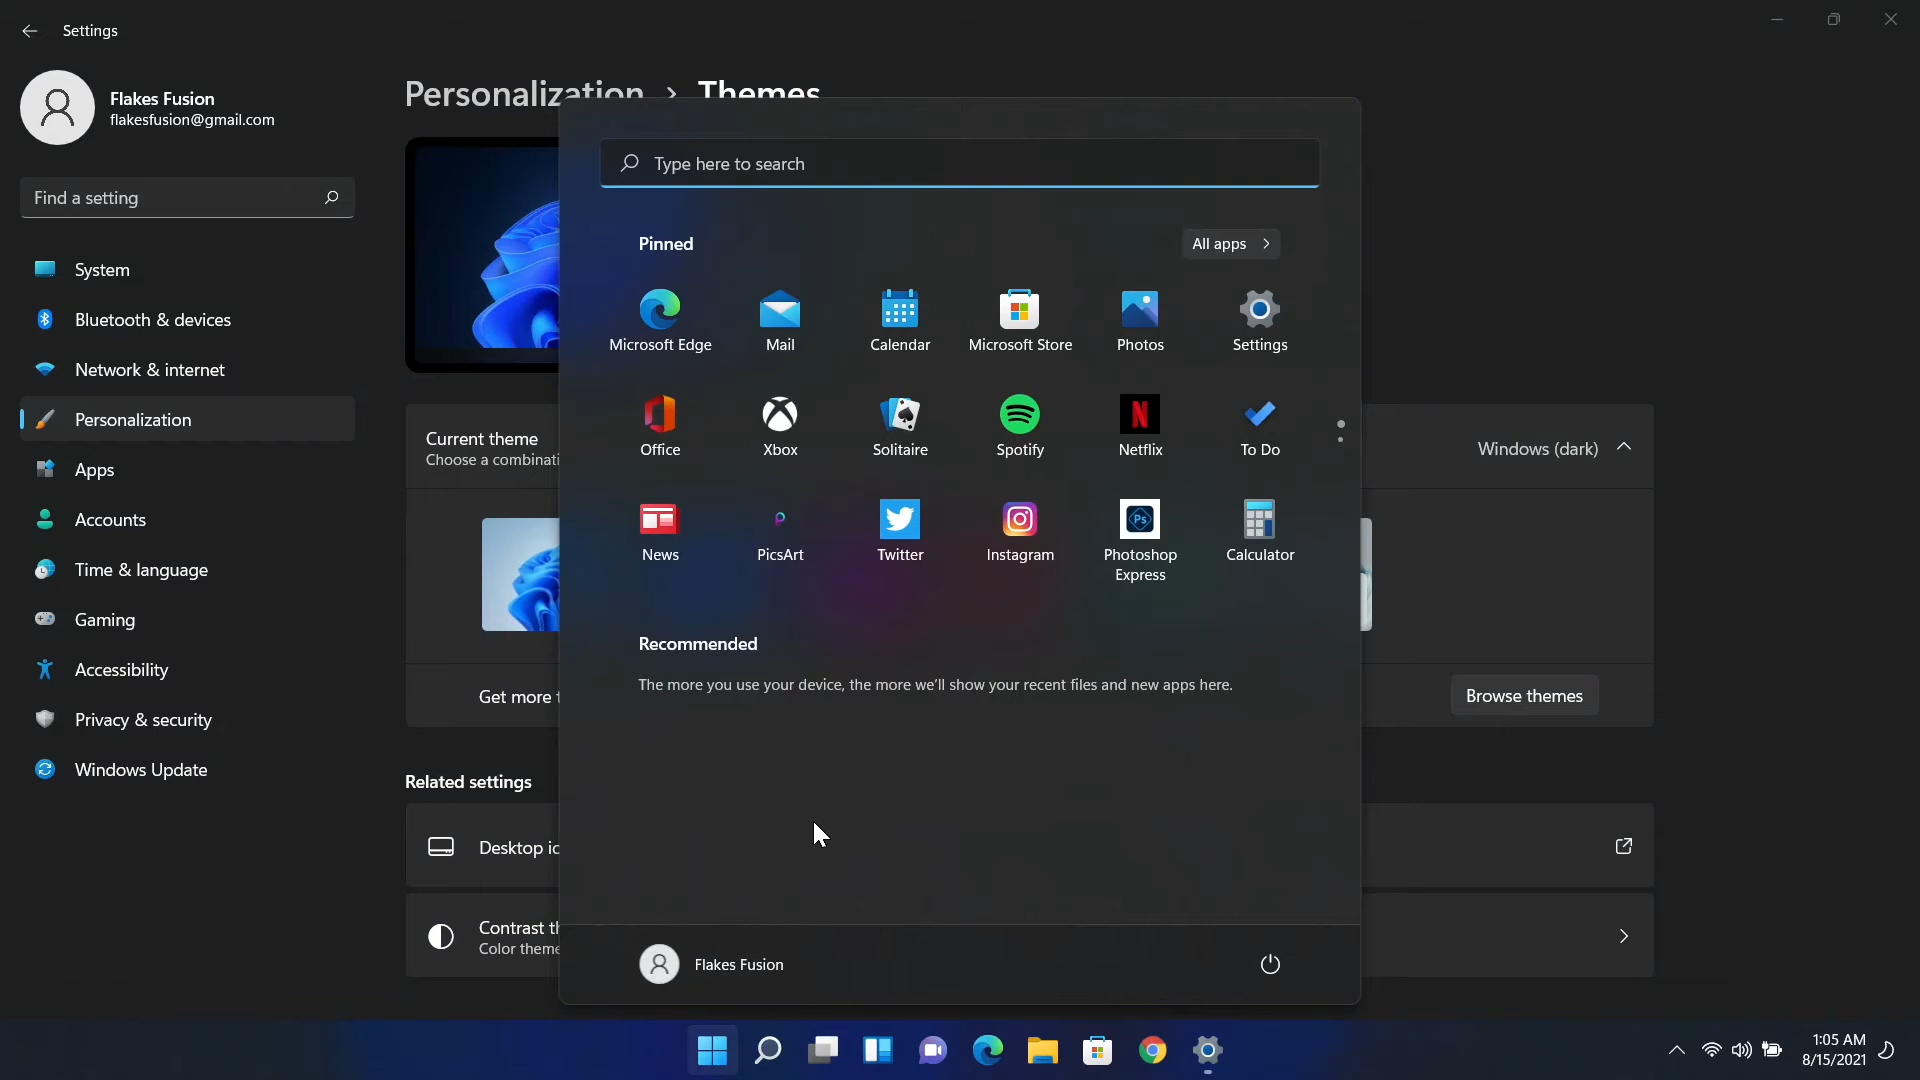 Settings
Flakes Fusion
flakesfusion@gmail.com
Find a setting
System
Bluetooth & devices
Network & internet
Personalization
Apps
Accounts
Time & language
Gaming
Accessibility
Privacy & security
Windows Update
Personalization > Themes
Current theme
Choose a combinati
Windows (dark)
Get more t
Browse themes
Related settings
Desktop ic
Contrast th
Color theme
Type here to search
Pinned
All apps >
Microsoft Edge
Mail
Calendar
Microsoft Store
Photos
Settings
Office
Xbox
Solitaire
Spotify
Netflix
To Do
News
PicsArt
Twitter
Instagram
Photoshop
Express
Calculator
Recommended
The more you use your device, the more we'll show your recent files and new apps here.
Flakes Fusion
1:05 AM
8/15/2021